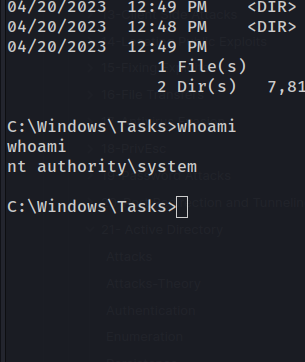 04/20/2023  12:49 PM    <DIR>
04/20/2023  12:48 PM    <DIR>
04/20/2023  12:49 PM
1 File(s)
2 Dir(s)   7,81
C:\Windows\Tasks>whoami
whoami
nt authority\system
C:\Windows\Tasks>
21- Active Directory
Attacks
Attacks-Theory
Authentication
Enumeration